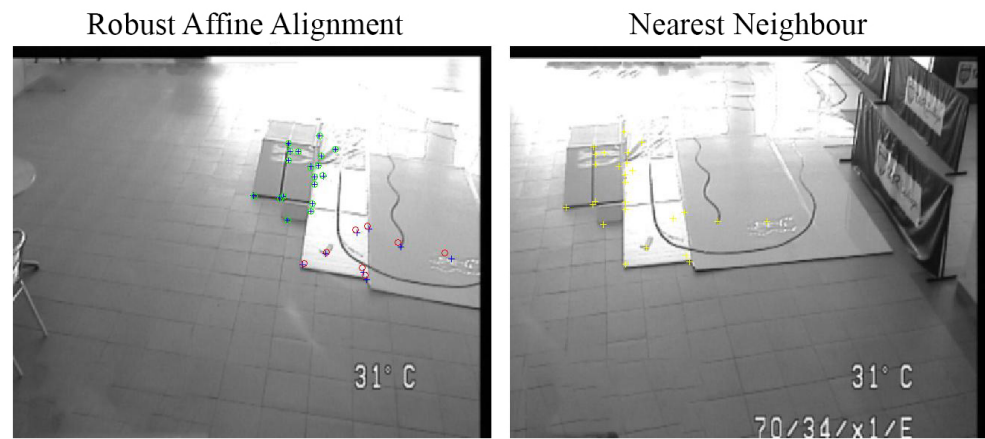 Robust Affine Alignment
Nearest Neighbour
31° C
31° C
70/34/x1/E